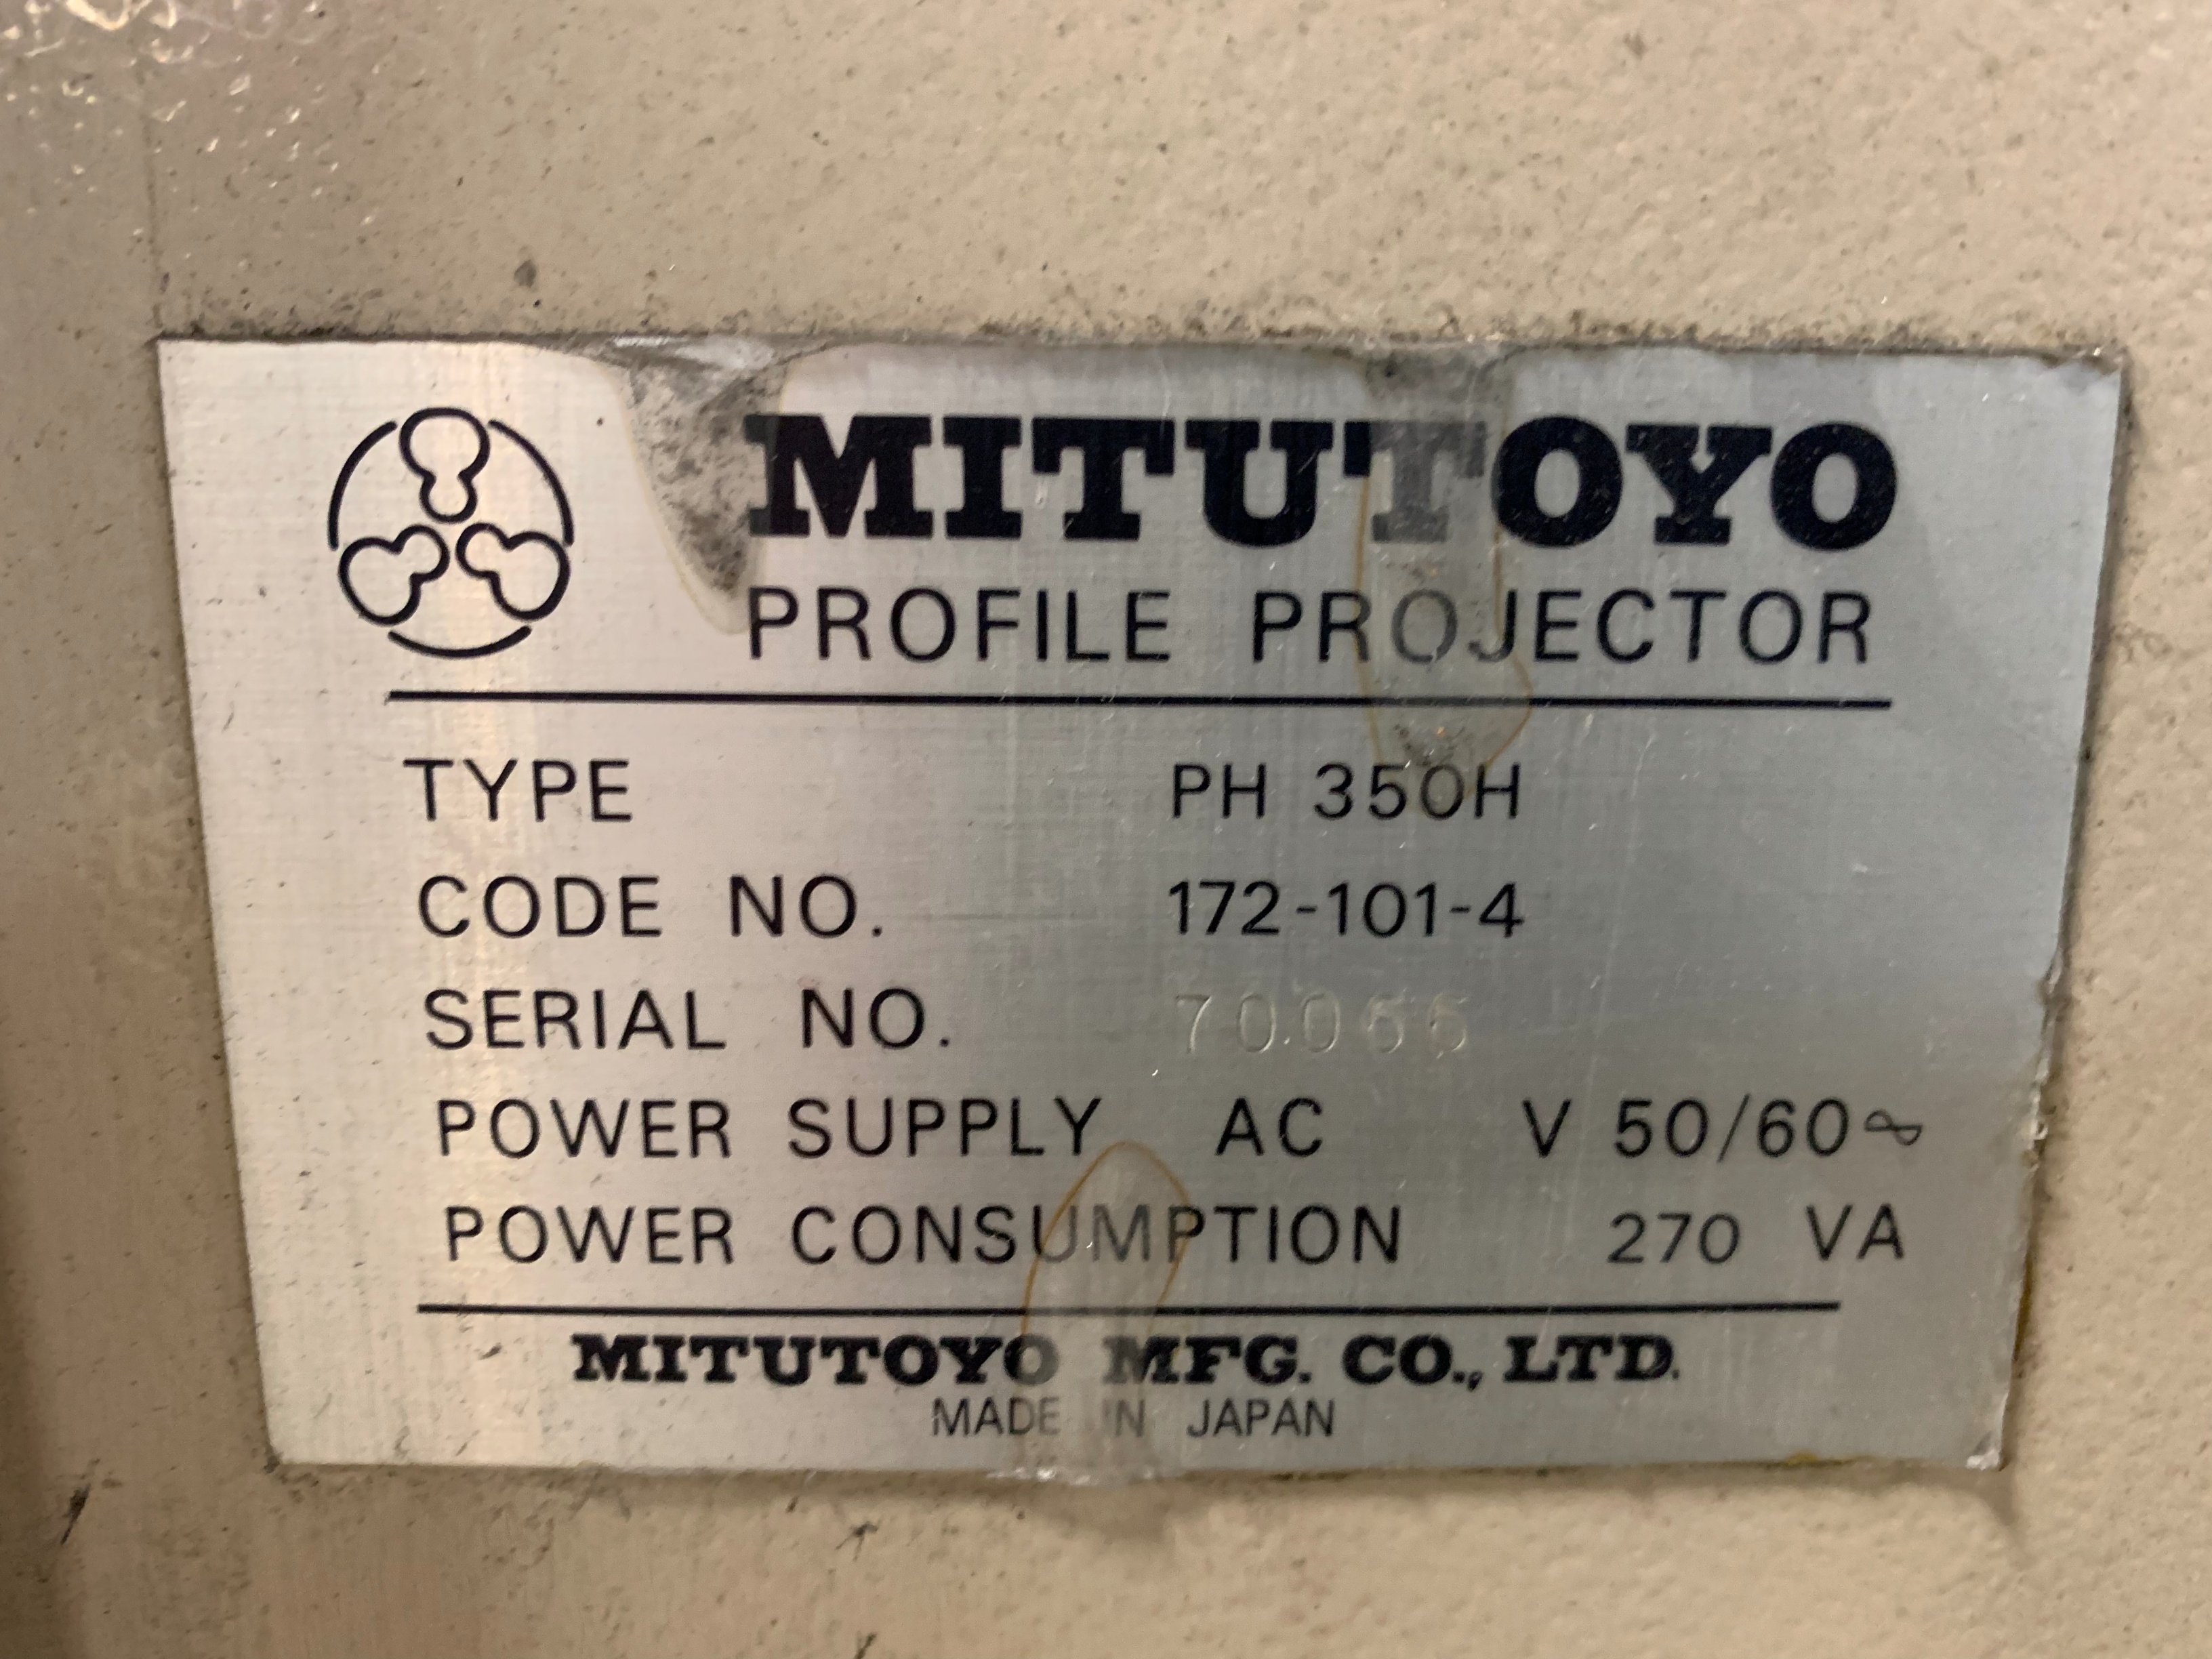 MITUTOYO
PROFILE PROJECTOR
TYPE PH 350H
CODE NO. 172-101-4
SERIAL NO. 70066
POWER SUPPLY AC V 50/60∿
POWER CONSUMPTION 270 VA
MITUTOYO MFG. CO., LTD.
MADE IN JAPAN